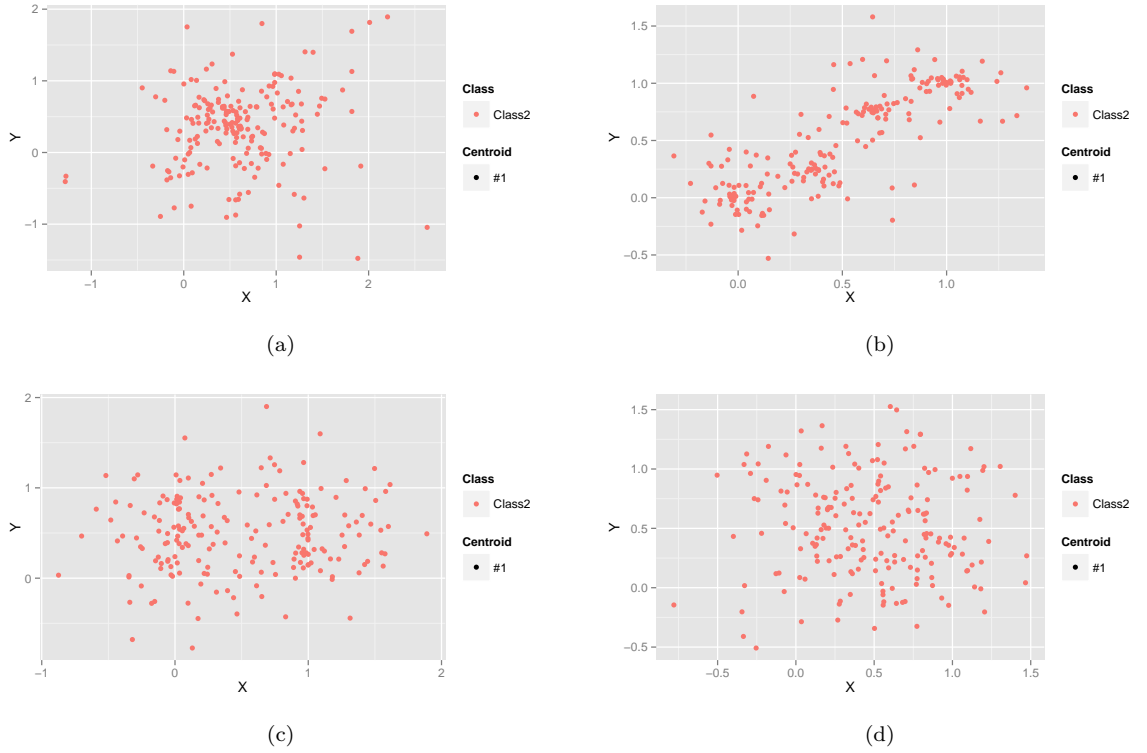 2
1
0
−1
Y
−1 0 1 2
X
Class
Class2
Centroid
#1
(a)
1.5
1.0
0.5
0.0
−0.5
Y
0.0 0.5 1.0
X
Class
Class2
Centroid
#1
(b)
2
1
0
Y
−1 0 1 2
X
Class
Class2
Centroid
#1
(c)
1.5
1.0
0.5
0.0
−0.5
Y
−0.5 0.0 0.5 1.0 1.5
X
Class
Class2
Centroid
#1
(d)